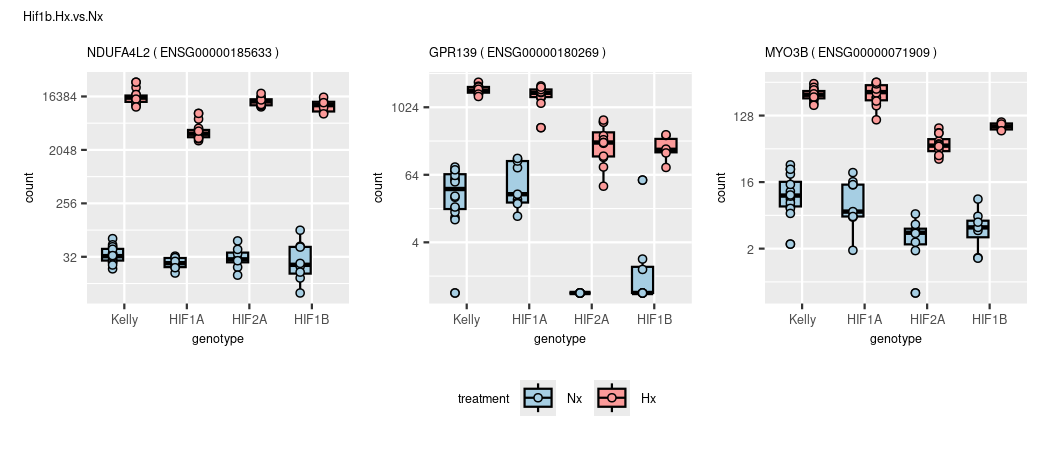 Hif1b.Hx.vs.Nx
NDUFA4L2 ( ENSG00000185633 )
GPR139 ( ENSG00000180269 )
MYO3B ( ENSG00000071909 )
count
16384
2048
256
32
Kelly HIF1A HIF2A HIF1B
genotype
count
1024
64
4
Kelly HIF1A HIF2A HIF1B
genotype
count
128
16
2
Kelly HIF1A HIF2A HIF1B
genotype
treatment Nx Hx